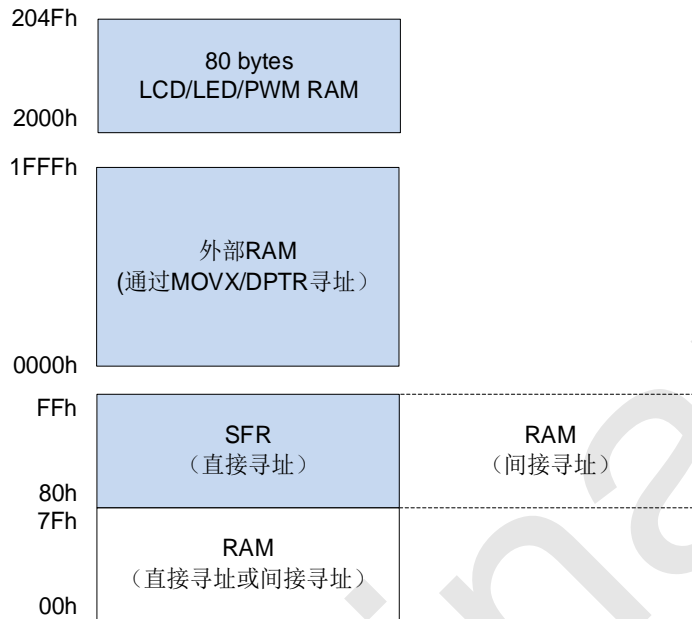 204Fh
80 bytes
LCD/LED/PWM RAM
2000h
1FFFh
外部RAM
(通过MOVX/DPTR寻址）
0000h
FFh
SFR
（直接寻址）
RAM
（间接寻址）
80h
7Fh
RAM
（直接寻址或间接寻址）
00h